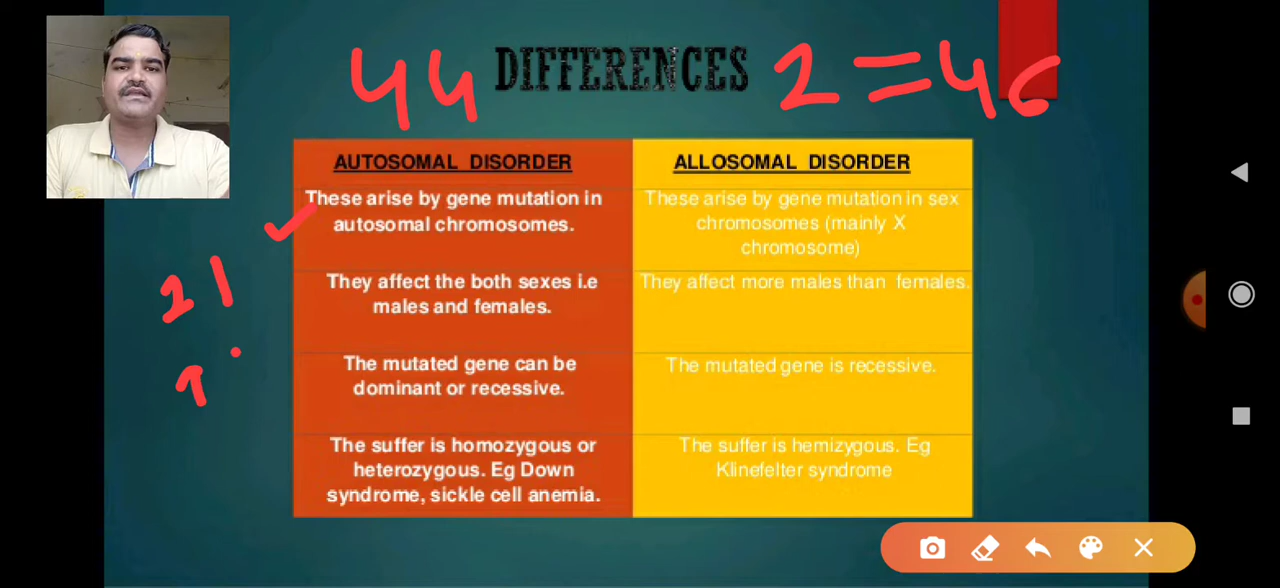 44 DIFFERENCES 2 = 46
AUTOSOMAL DISORDER
These arise by gene mutation in
autosomal chromosomes.
They affect the both sexes i.e
males and females.
The mutated gene can be
dominant or recessive.
The suffer is homozygous or
heterozygous. Eg Down
syndrome, sickle cell anemia.
ALLOSOMAL DISORDER
These arise by gene mutation in sex
chromosomes (mainly X
chromosome)
They affect more males than females.
The mutated gene is recessive.
The suffer is hemizygous. Eg
Klinefelter syndrome
21